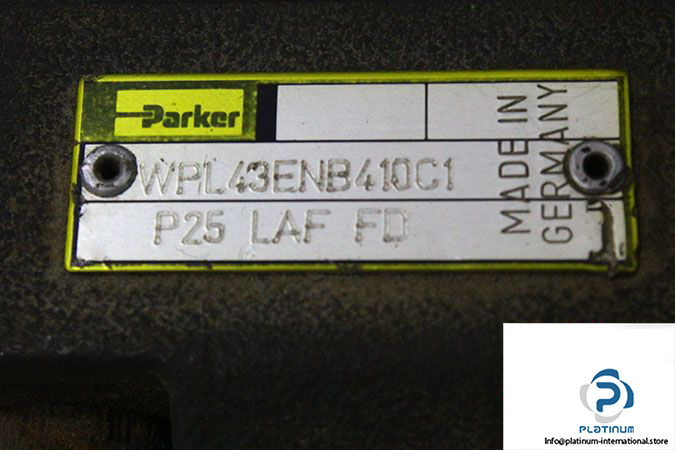 Parker
WPL43ENB410C1
P25 LAF FD
MADE IN
GERMANY
PLATINUM
Info@platinum-international.store